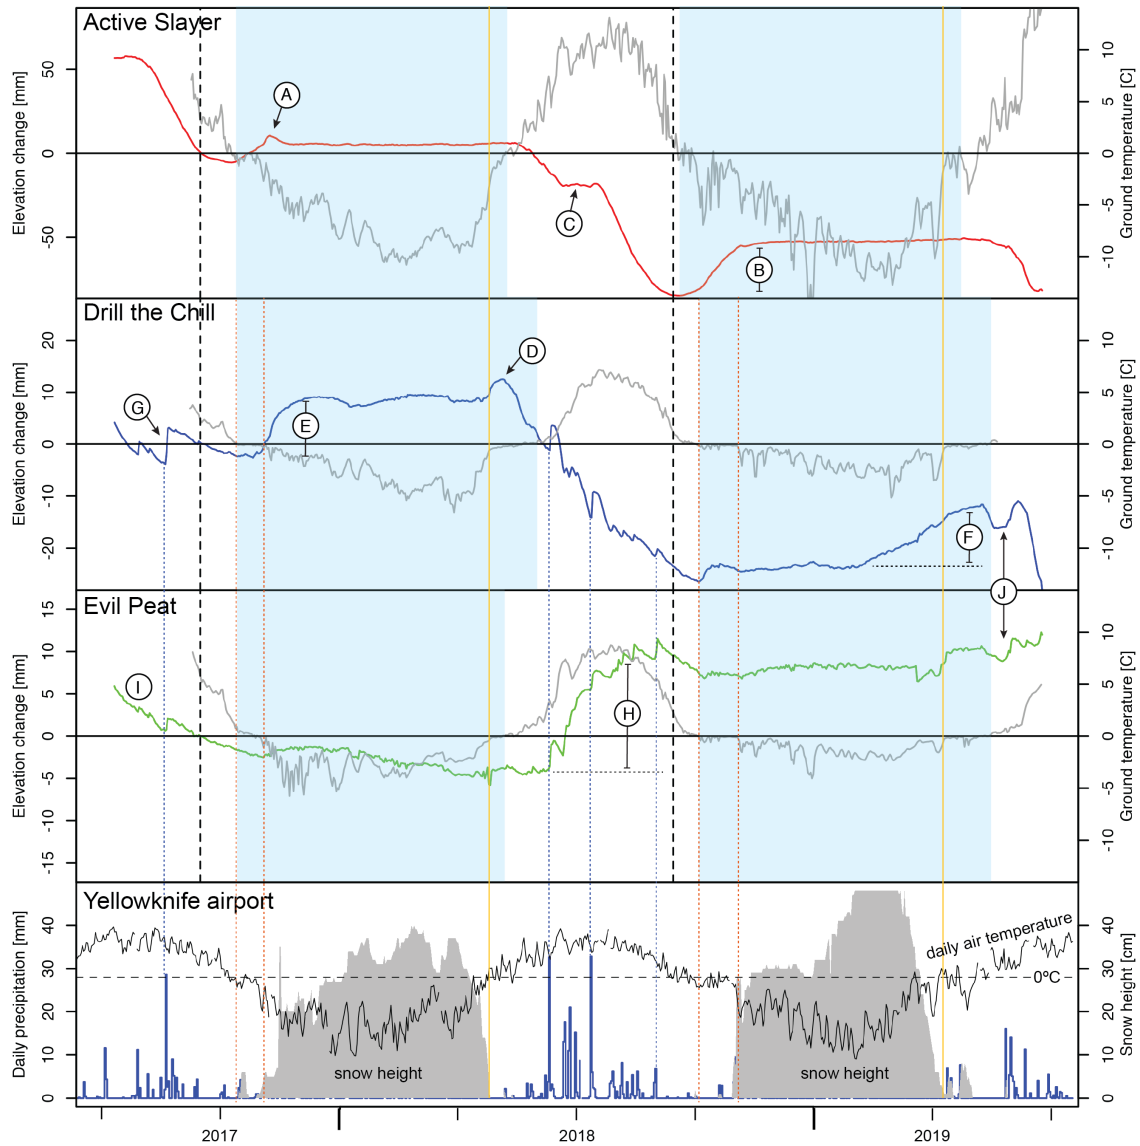 Active Slayer
Elevation change [mm]
50
0
-50
A
B
C
10
5
0
-5
-10
Ground temperature [C]
Drill the Chill
Elevation change [mm]
20
10
0
-10
-20
D
G
E
F
J
10
5
0
-5
-10
Ground temperature [C]
Evil Peat
Elevation change [mm]
15
10
5
0
-5
-10
-15
I
H
10
5
0
-5
-10
Ground temperature [C]
Yellowknife airport
Daily precipitation [mm]
40
30
20
10
0
daily air temperature
0ºC
snow height
snow height
40
30
20
10
0
Snow height [cm]
2017
2018
2019